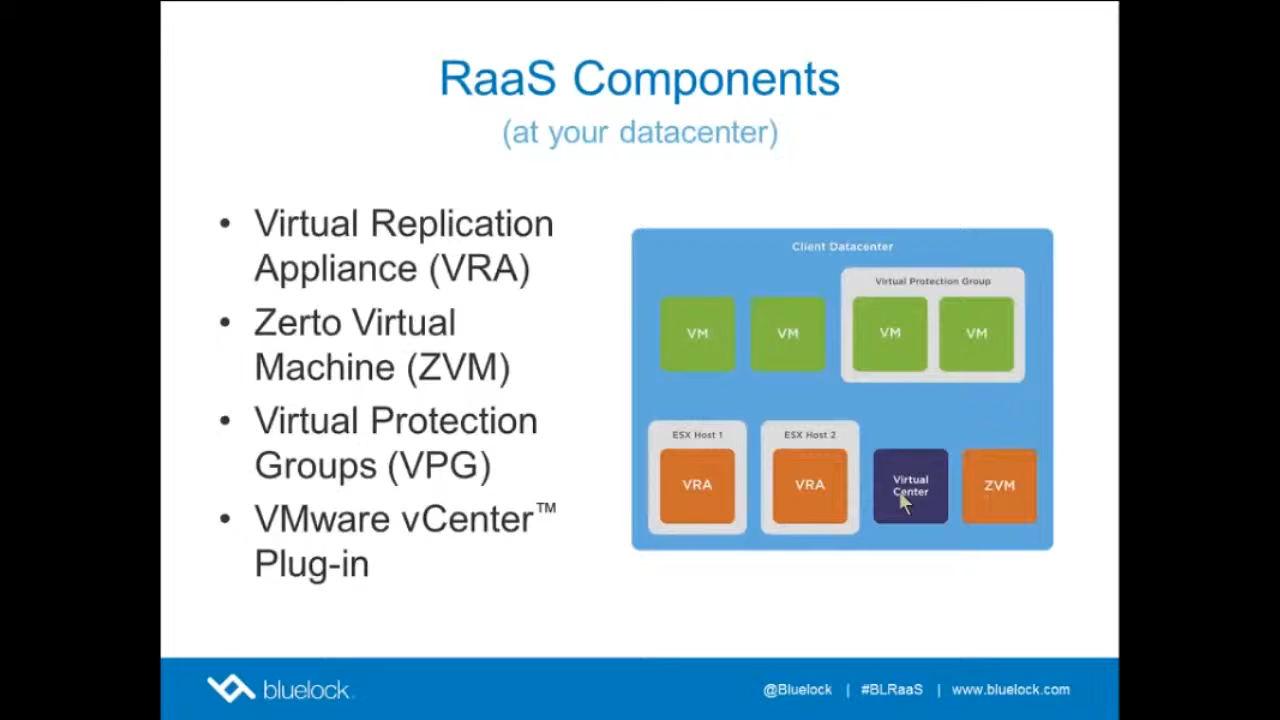 RaaS Components
(at your datacenter)
• Virtual Replication
Appliance (VRA)
• Zerto Virtual
Machine (ZVM)
• Virtual Protection
Groups (VPG)
• VMware vCenter™
Plug-in
Client Datacenter
Virtual Protection Group
VM VM VM VM
ESX Host 1 ESX Host 2
VRA VRA Virtual
Center ZVM
bluelock
@Bluelock | #BLRaaS | www.bluelock.com